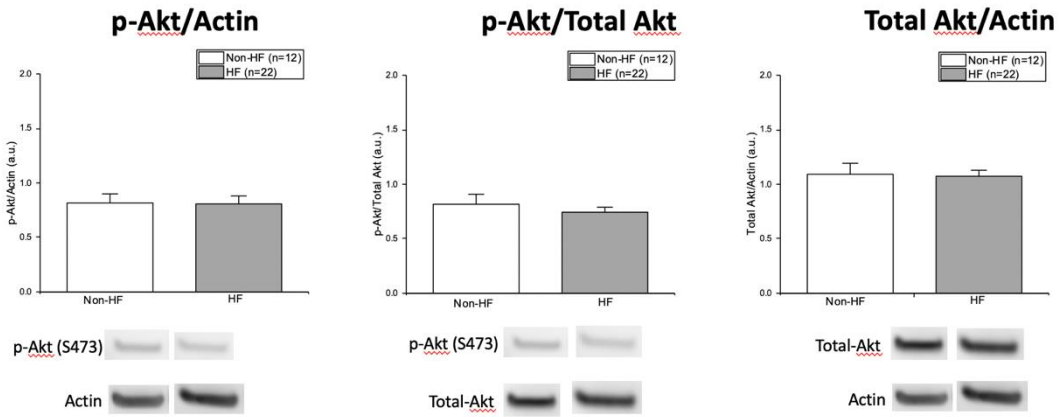 p-Akt/Actin
Non-HF (n=12)
HF (n=22)
2.0
1.5
1.0
0.5
0.0
p-Akt/Actin (a.u.)
Non-HF
HF
p-Akt (S473)
Actin
p-Akt/Total Akt
Non-HF (n=12)
HF (n=22)
2.0
1.5
1.0
0.5
0.0
p-Akt/Total Akt (a.u.)
Non-HF
HF
p-Akt (S473)
Total-Akt
Total Akt/Actin
Non-HF (n=12)
HF (n=22)
2.0
1.5
1.0
0.5
0.0
Total Akt/Actin (a.u.)
Non-HF
HF
Total-Akt
Actin